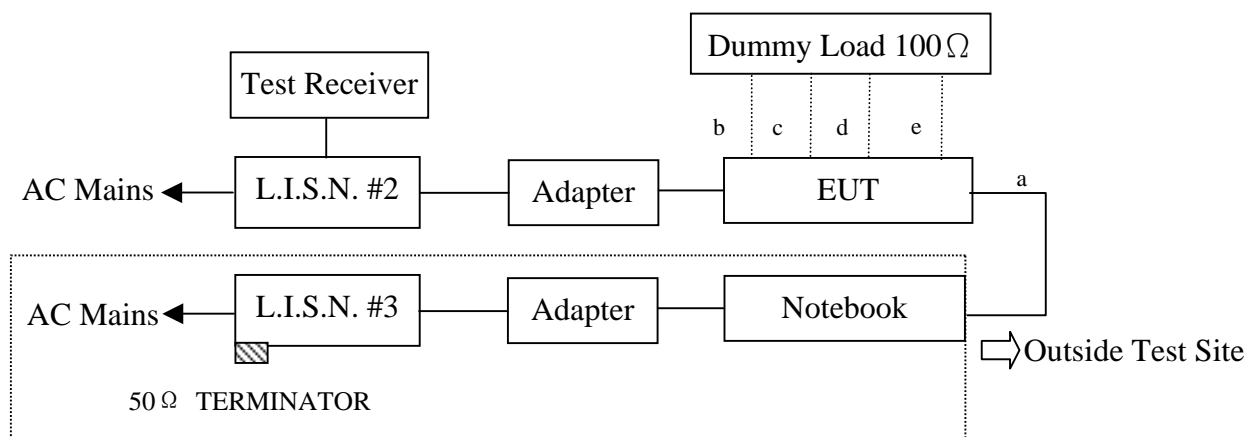 Dummy Load 100Ω
Test Receiver
b
c
d
e
AC Mains
L.I.S.N. #2
Adapter
EUT
a
AC Mains
L.I.S.N. #3
Adapter
Notebook
Outside Test Site
50Ω TERMINATOR